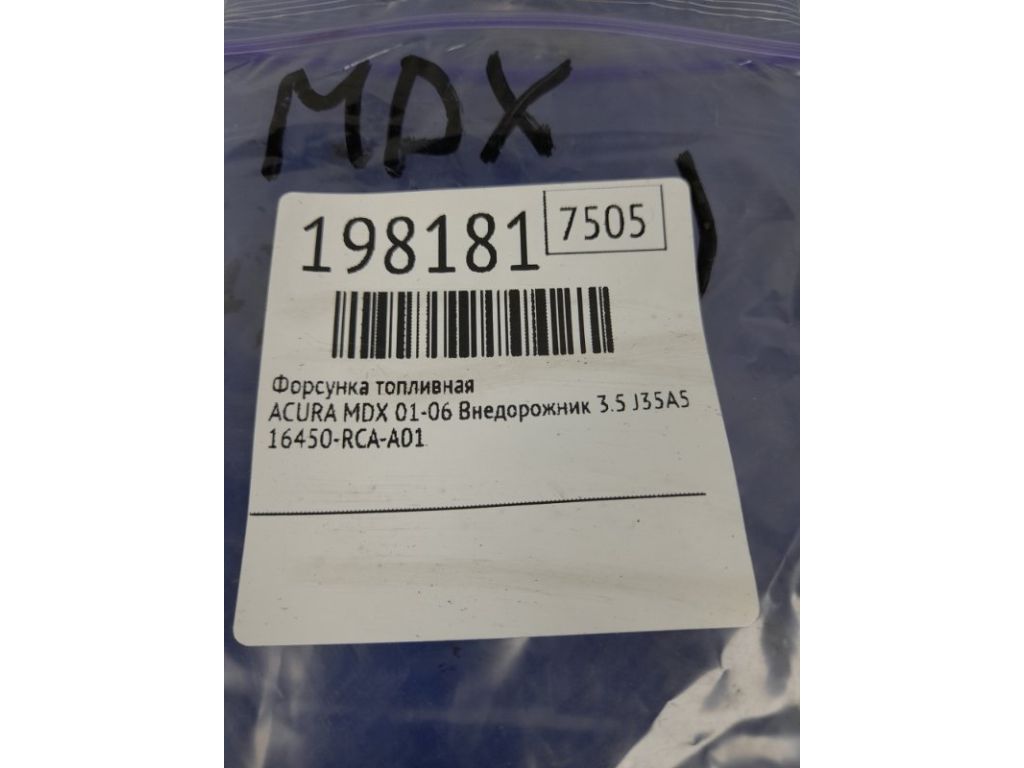 MDX
198181 7505
Форсунка топливная
ACURA MDX 01-06 Внедорожник 3.5 J35A5
16450-RCA-A01